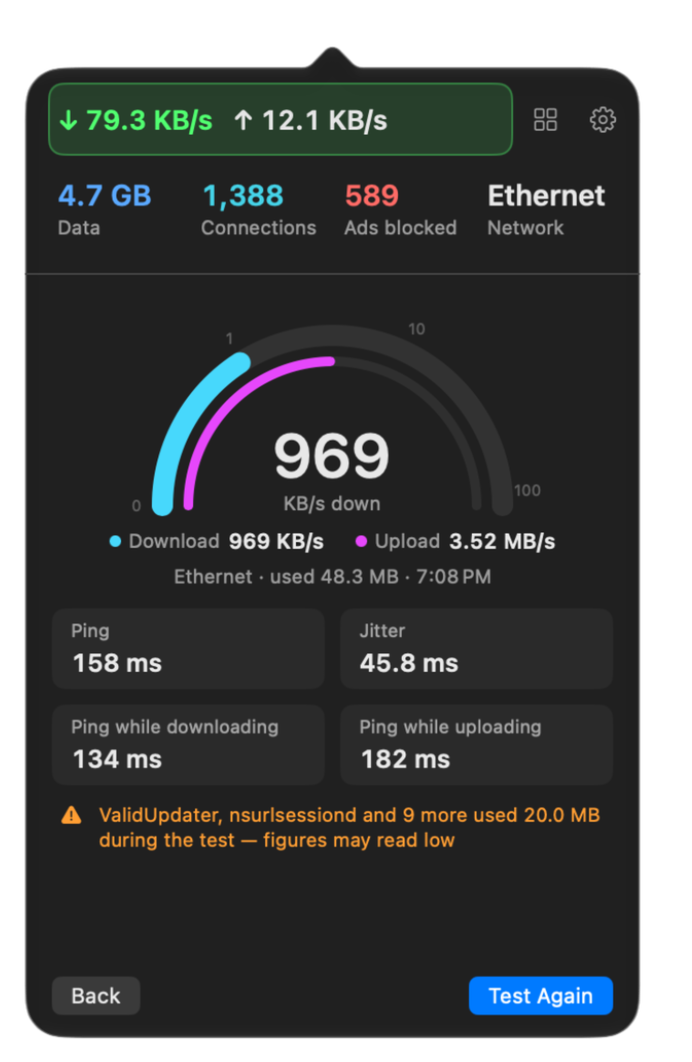 ↓ 79.3 KB/s ↑ 12.1 KB/s
4.7 GB 1,388 589 Ethernet
Data Connections Ads blocked Network
1 10
0 100
969
KB/s down
Download 969 KB/s Upload 3.52 MB/s
Ethernet · used 48.3 MB · 7:08 PM
Ping Jitter
158 ms 45.8 ms
Ping while downloading Ping while uploading
134 ms 182 ms
ValidUpdater, nsurlsessiond and 9 more used 20.0 MB
during the test — figures may read low
Back Test Again